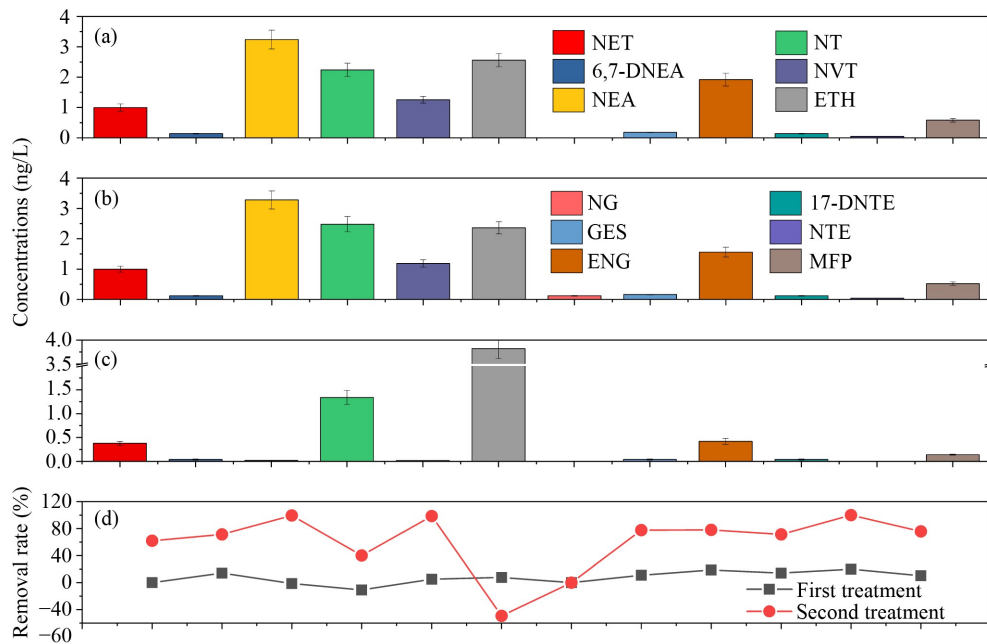 4
3
2
1
0
(a)
NET
NT
6,7-DNEA
NVT
NEA
ETH
Concentrations (ng/L)
4
3
2
1
0
(b)
NG
17-DNTE
GES
NTE
ENG
MFP
4.0
3.5
1.5
1.0
0.5
0.0
(c)
Removal rate (%)
120
80
40
0
−40
−60
(d)
First treatment
Second treatment